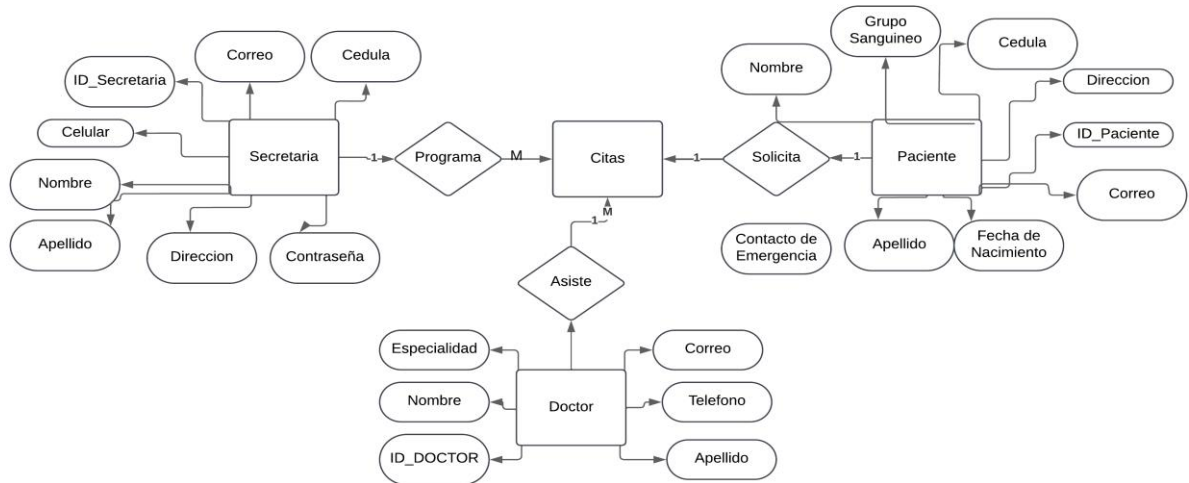 Grupo
Sanguineo
Cedula
Correo
Cedula
Nombre
ID_Secretaria
Direccion
Celular
ID_Paciente
Secretaria
1
Programa
M
Citas
1
Solicita
1
Paciente
Nombre
Correo
Apellido
Direccion
Contraseña
M
1
Contacto de
Emergencia
Apellido
Fecha de
Nacimiento
Asiste
Especialidad
Correo
Nombre
Doctor
Telefono
ID_DOCTOR
Apellido